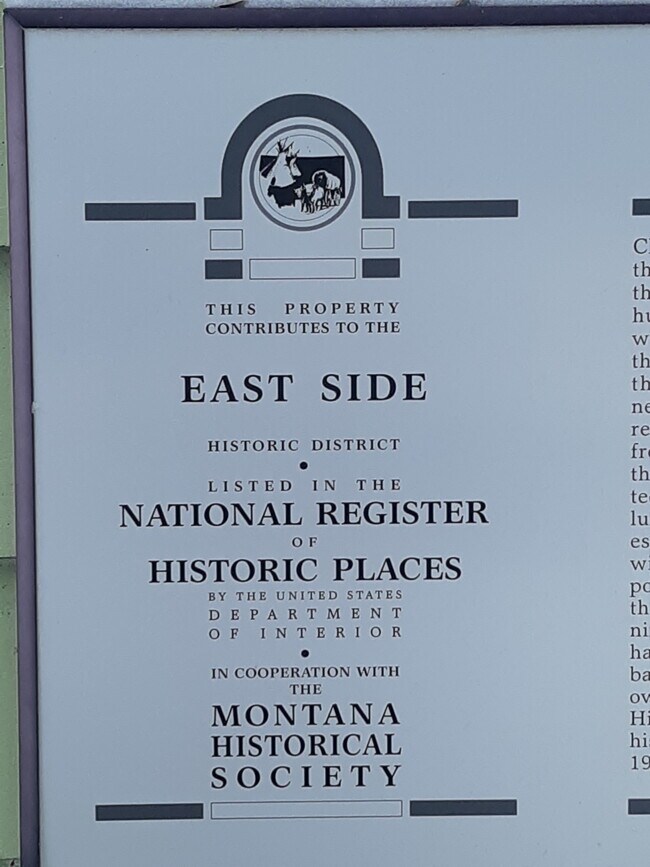 THIS PROPERTY
CONTRIBUTES TO THE
EAST SIDE
HISTORIC DISTRICT
LISTED IN THE
NATIONAL REGISTER
OF
HISTORIC PLACES
BY THE UNITED STATES
DEPARTMENT
OF INTERIOR
IN COOPERATION WITH
THE
MONTANA
HISTORICAL
SOCIETY